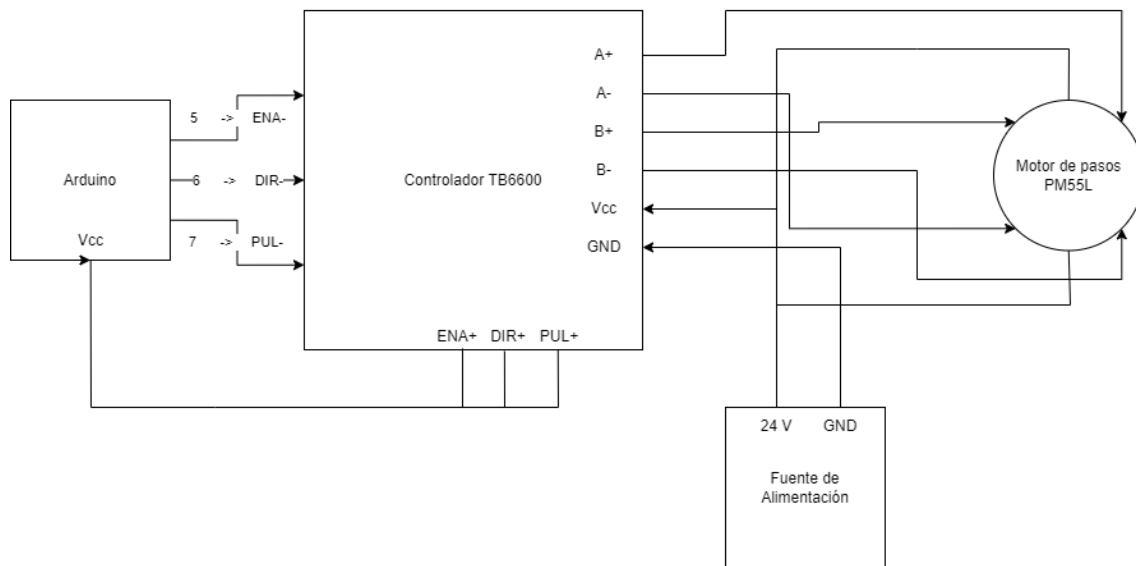 A+
A-
5 -> ENA-
B+
Arduino
6 -> DIR-
Controlador TB6600
B-
Motor de pasos
PM55L
Vcc
Vcc
7 -> PUL-
GND
ENA+ DIR+ PUL+
24 V GND
Fuente de
Alimentación